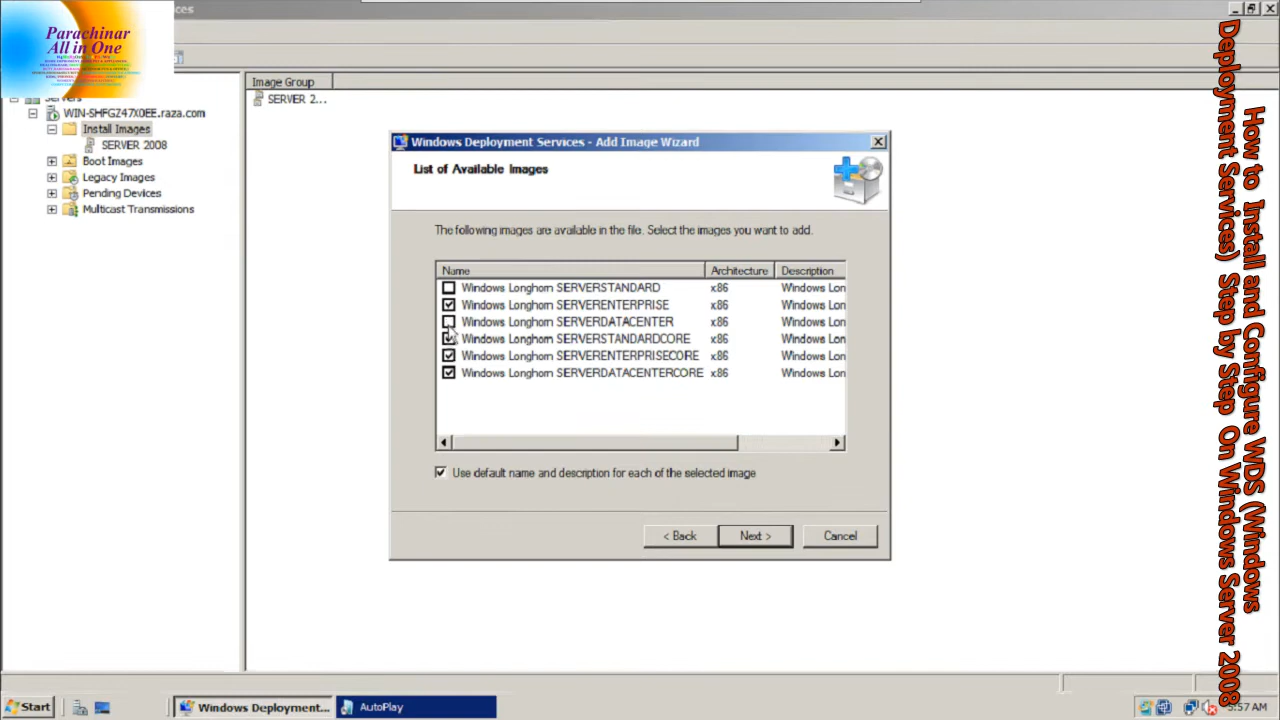 ces
Parachinar
All in One
Servers
WIN-SHFGZ47X0EE.raza.com
Install Images
SERVER 2008
Boot Images
Legacy Images
Pending Devices
Multicast Transmissions
Image Group
SERVER 2...
Windows Deployment Services - Add Image Wizard
List of Available Images
The following images are available in the file. Select the images you want to add.
Name Architecture Description
Windows Longhorn SERVERSTANDARD x86 Windows Lon
Windows Longhorn SERVERENTERPRISE x86 Windows Lon
Windows Longhorn SERVERDATACENTER x86 Windows Lon
Windows Longhorn SERVERSTANDARDCORE x86 Windows Lon
Windows Longhorn SERVERENTERPRISECORE x86 Windows Lon
Windows Longhorn SERVERDATACENTERCORE x86 Windows Lon
Use default name and description for each of the selected image
< Back Next > Cancel
How to Install and Configure WDS (Windows
Deployment Services) Step by Step On Windows Server 2008
Start Windows Deployment... AutoPlay 5:57 AM